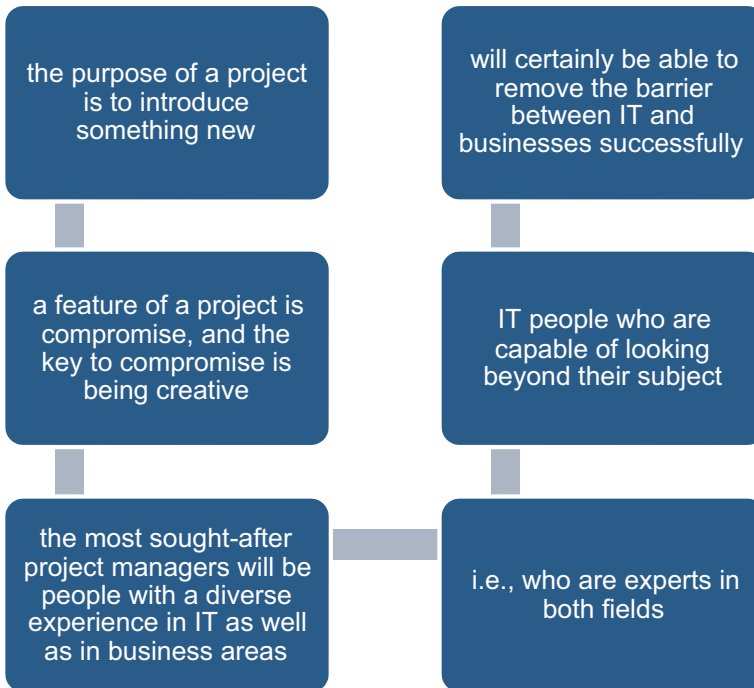 the purpose of a project
is to introduce
something new
a feature of a project is
compromise, and the
key to compromise is
being creative
the most sought-after
project managers will be
people with a diverse
experience in IT as well
as in business areas
i.e., who are experts in
both fields
IT people who are
capable of looking
beyond their subject
will certainly be able to
remove the barrier
between IT and
businesses successfully